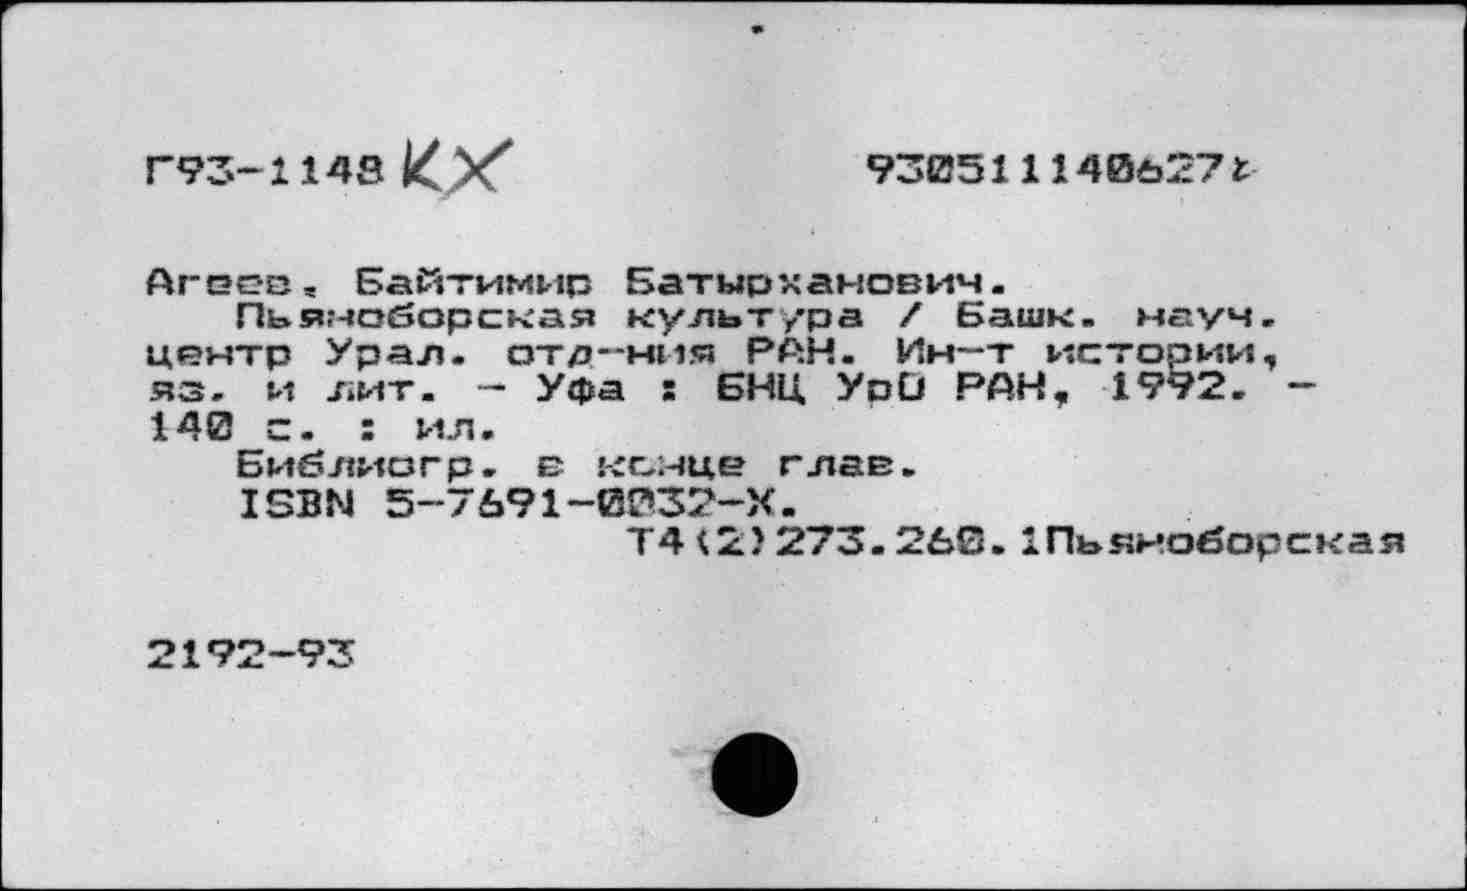 Г93-1148 КХ 930511140627t
Агеев, Байтимир Батырханович.
Пьяноборская культура / Башк. науч.
центр Урал. отд-ния РАН. Ин-т истории,
яз. и лит. - Уфа : БНЦ УрО РАН, 1992. -
140 с. : ил.
Библиогр. в конце глав.
ISBN 5-7691-0032-X.
Т4(2)273.260.1Пьяноборская
2192-93